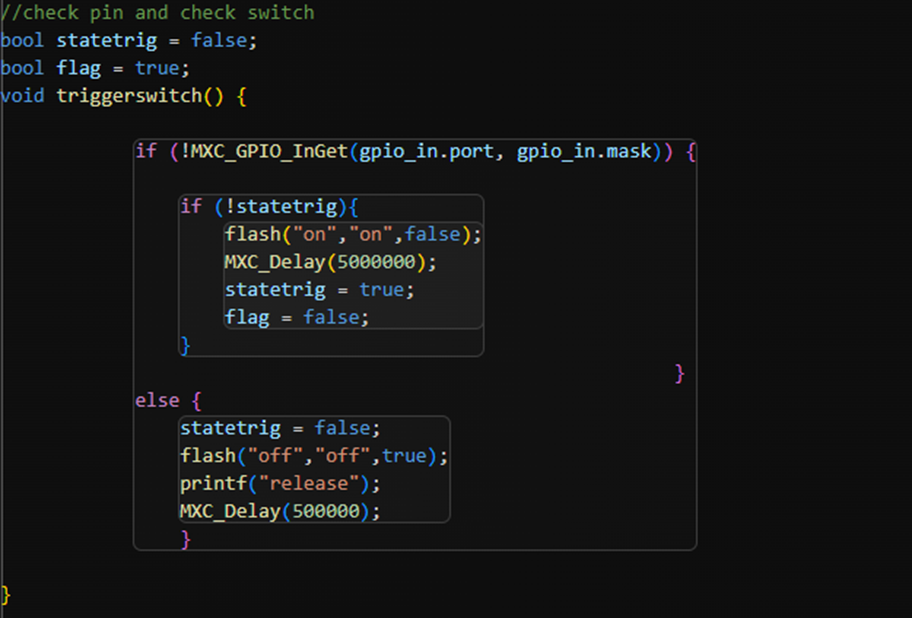 //check pin and check switch
bool statetrig = false;
bool flag = true;
void triggerswitch() {
if (!MXC_GPIO_InGet(gpio_in.port, gpio_in.mask)) {
if (!statetrig){
flash("on","on",false);
MXC_Delay(5000000);
statetrig = true;
flag = false;
}
}
else {
statetrig = false;
flash("off","off",true);
printf("release");
MXC_Delay(500000);
}
}